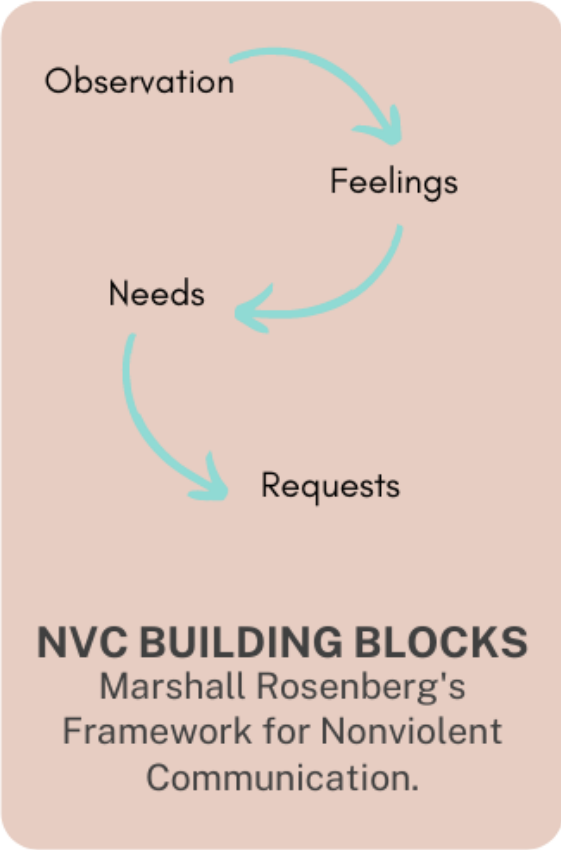 Observation
Feelings
Needs
Requests
NVC BUILDING BLOCKS
Marshall Rosenberg's
Framework for Nonviolent
Communication.